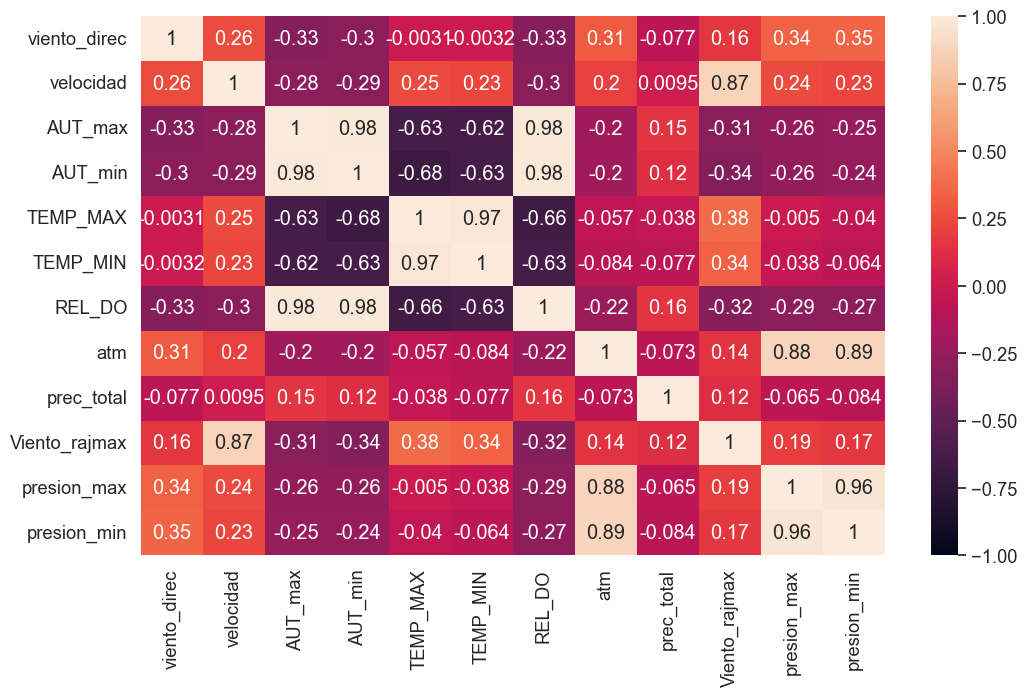 viento_direc 1 0.26 -0.33 -0.3 -0.0031 -0.0032 -0.33 0.31 -0.077 0.16 0.34 0.35
velocidad 0.26 1 -0.28 -0.29 0.25 0.23 -0.3 0.2 0.0095 0.87 0.24 0.23
AUT_max -0.33 -0.28 1 0.98 -0.63 -0.62 0.98 -0.2 0.15 -0.31 -0.26 -0.25
AUT_min -0.3 -0.29 0.98 1 -0.68 -0.63 0.98 -0.2 0.12 -0.34 -0.26 -0.24
TEMP_MAX -0.0031 0.25 -0.63 -0.68 1 0.97 -0.66 -0.057 -0.038 0.38 -0.005 -0.04
TEMP_MIN -0.0032 0.23 -0.62 -0.63 0.97 1 -0.63 -0.084 -0.077 0.34 -0.038 -0.064
REL_DO -0.33 -0.3 0.98 0.98 -0.66 -0.63 1 -0.22 0.16 -0.32 -0.29 -0.27
atm 0.31 0.2 -0.2 -0.2 -0.057 -0.084 -0.22 1 -0.073 0.14 0.88 0.89
prec_total -0.077 0.0095 0.15 0.12 -0.038 -0.077 0.16 -0.073 1 0.12 -0.065 -0.084
Viento_rajmax 0.16 0.87 -0.31 -0.34 0.38 0.34 -0.32 0.14 0.12 1 0.19 0.17
presion_max 0.34 0.24 -0.26 -0.26 -0.005 -0.038 -0.29 0.88 -0.065 0.19 1 0.96
presion_min 0.35 0.23 -0.25 -0.24 -0.04 -0.064 -0.27 0.89 -0.084 0.17 0.96 1
viento_direc
velocidad
AUT_max
AUT_min
TEMP_MAX
TEMP_MIN
REL_DO
atm
prec_total
Viento_rajmax
presion_max
presion_min
1.00
0.75
0.50
0.25
0.00
−0.25
−0.50
−0.75
−1.00